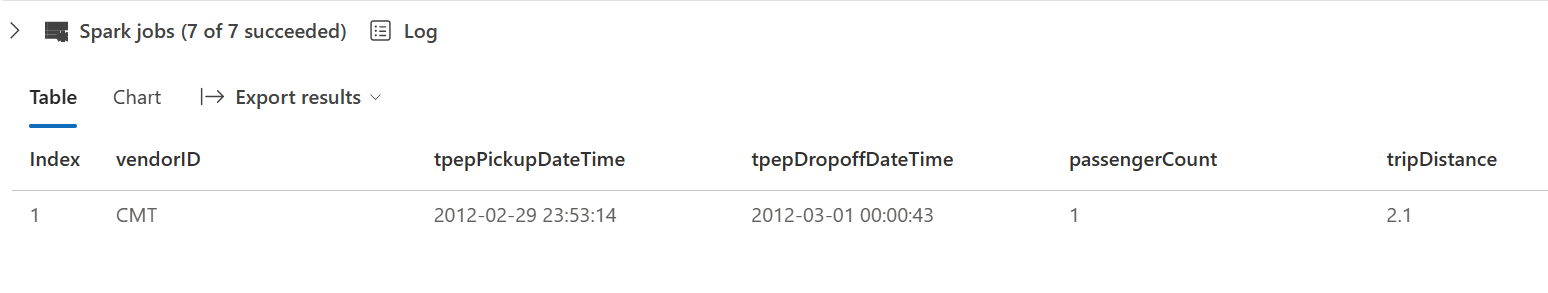 Spark jobs (7 of 7 succeeded) Log
Table Chart Export results
Index vendorID tpepPickupDateTime tpepDropoffDateTime passengerCount tripDistance
1 CMT 2012-02-29 23:53:14 2012-03-01 00:00:43 1 2.1